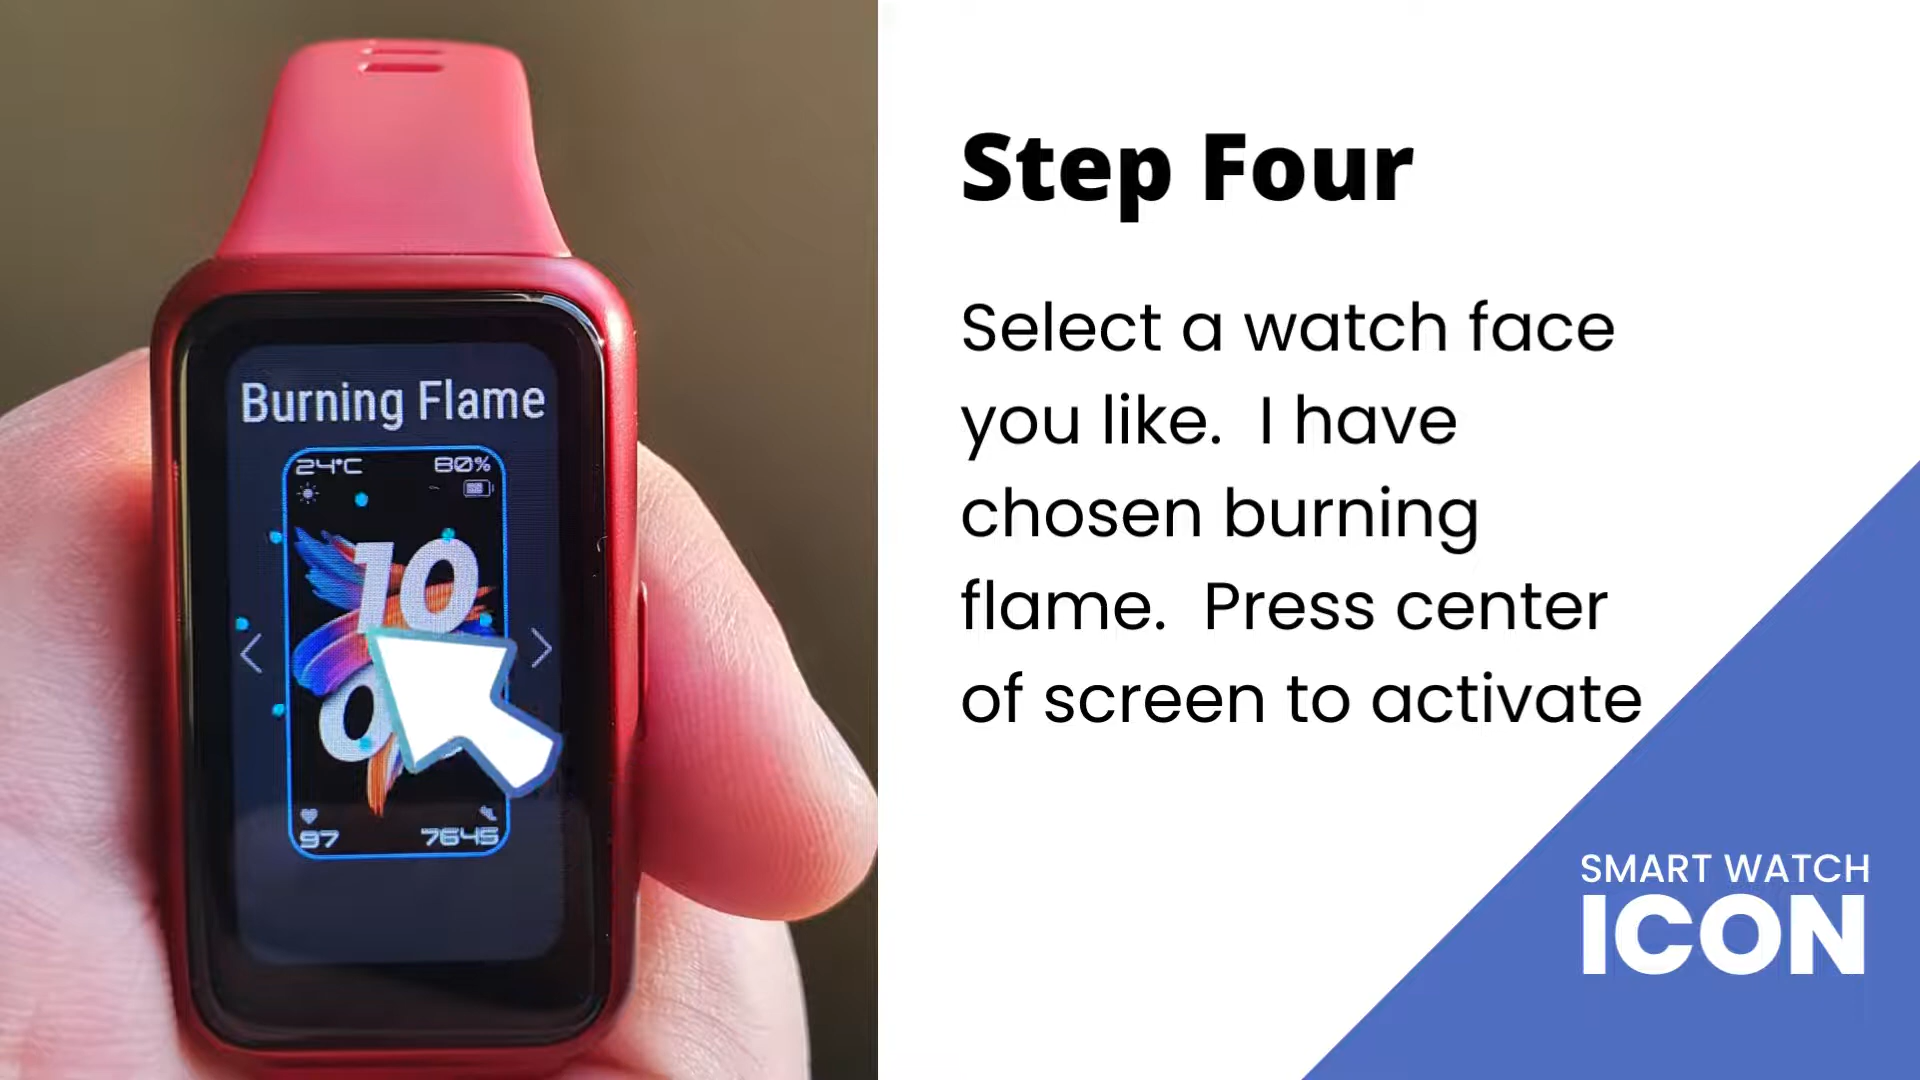 Burning Flame
24°C 80%
10
0
97 7645
Step Four
Select a watch face
you like. I have
chosen burning
flame. Press center
of screen to activate
SMART WATCH
ICON